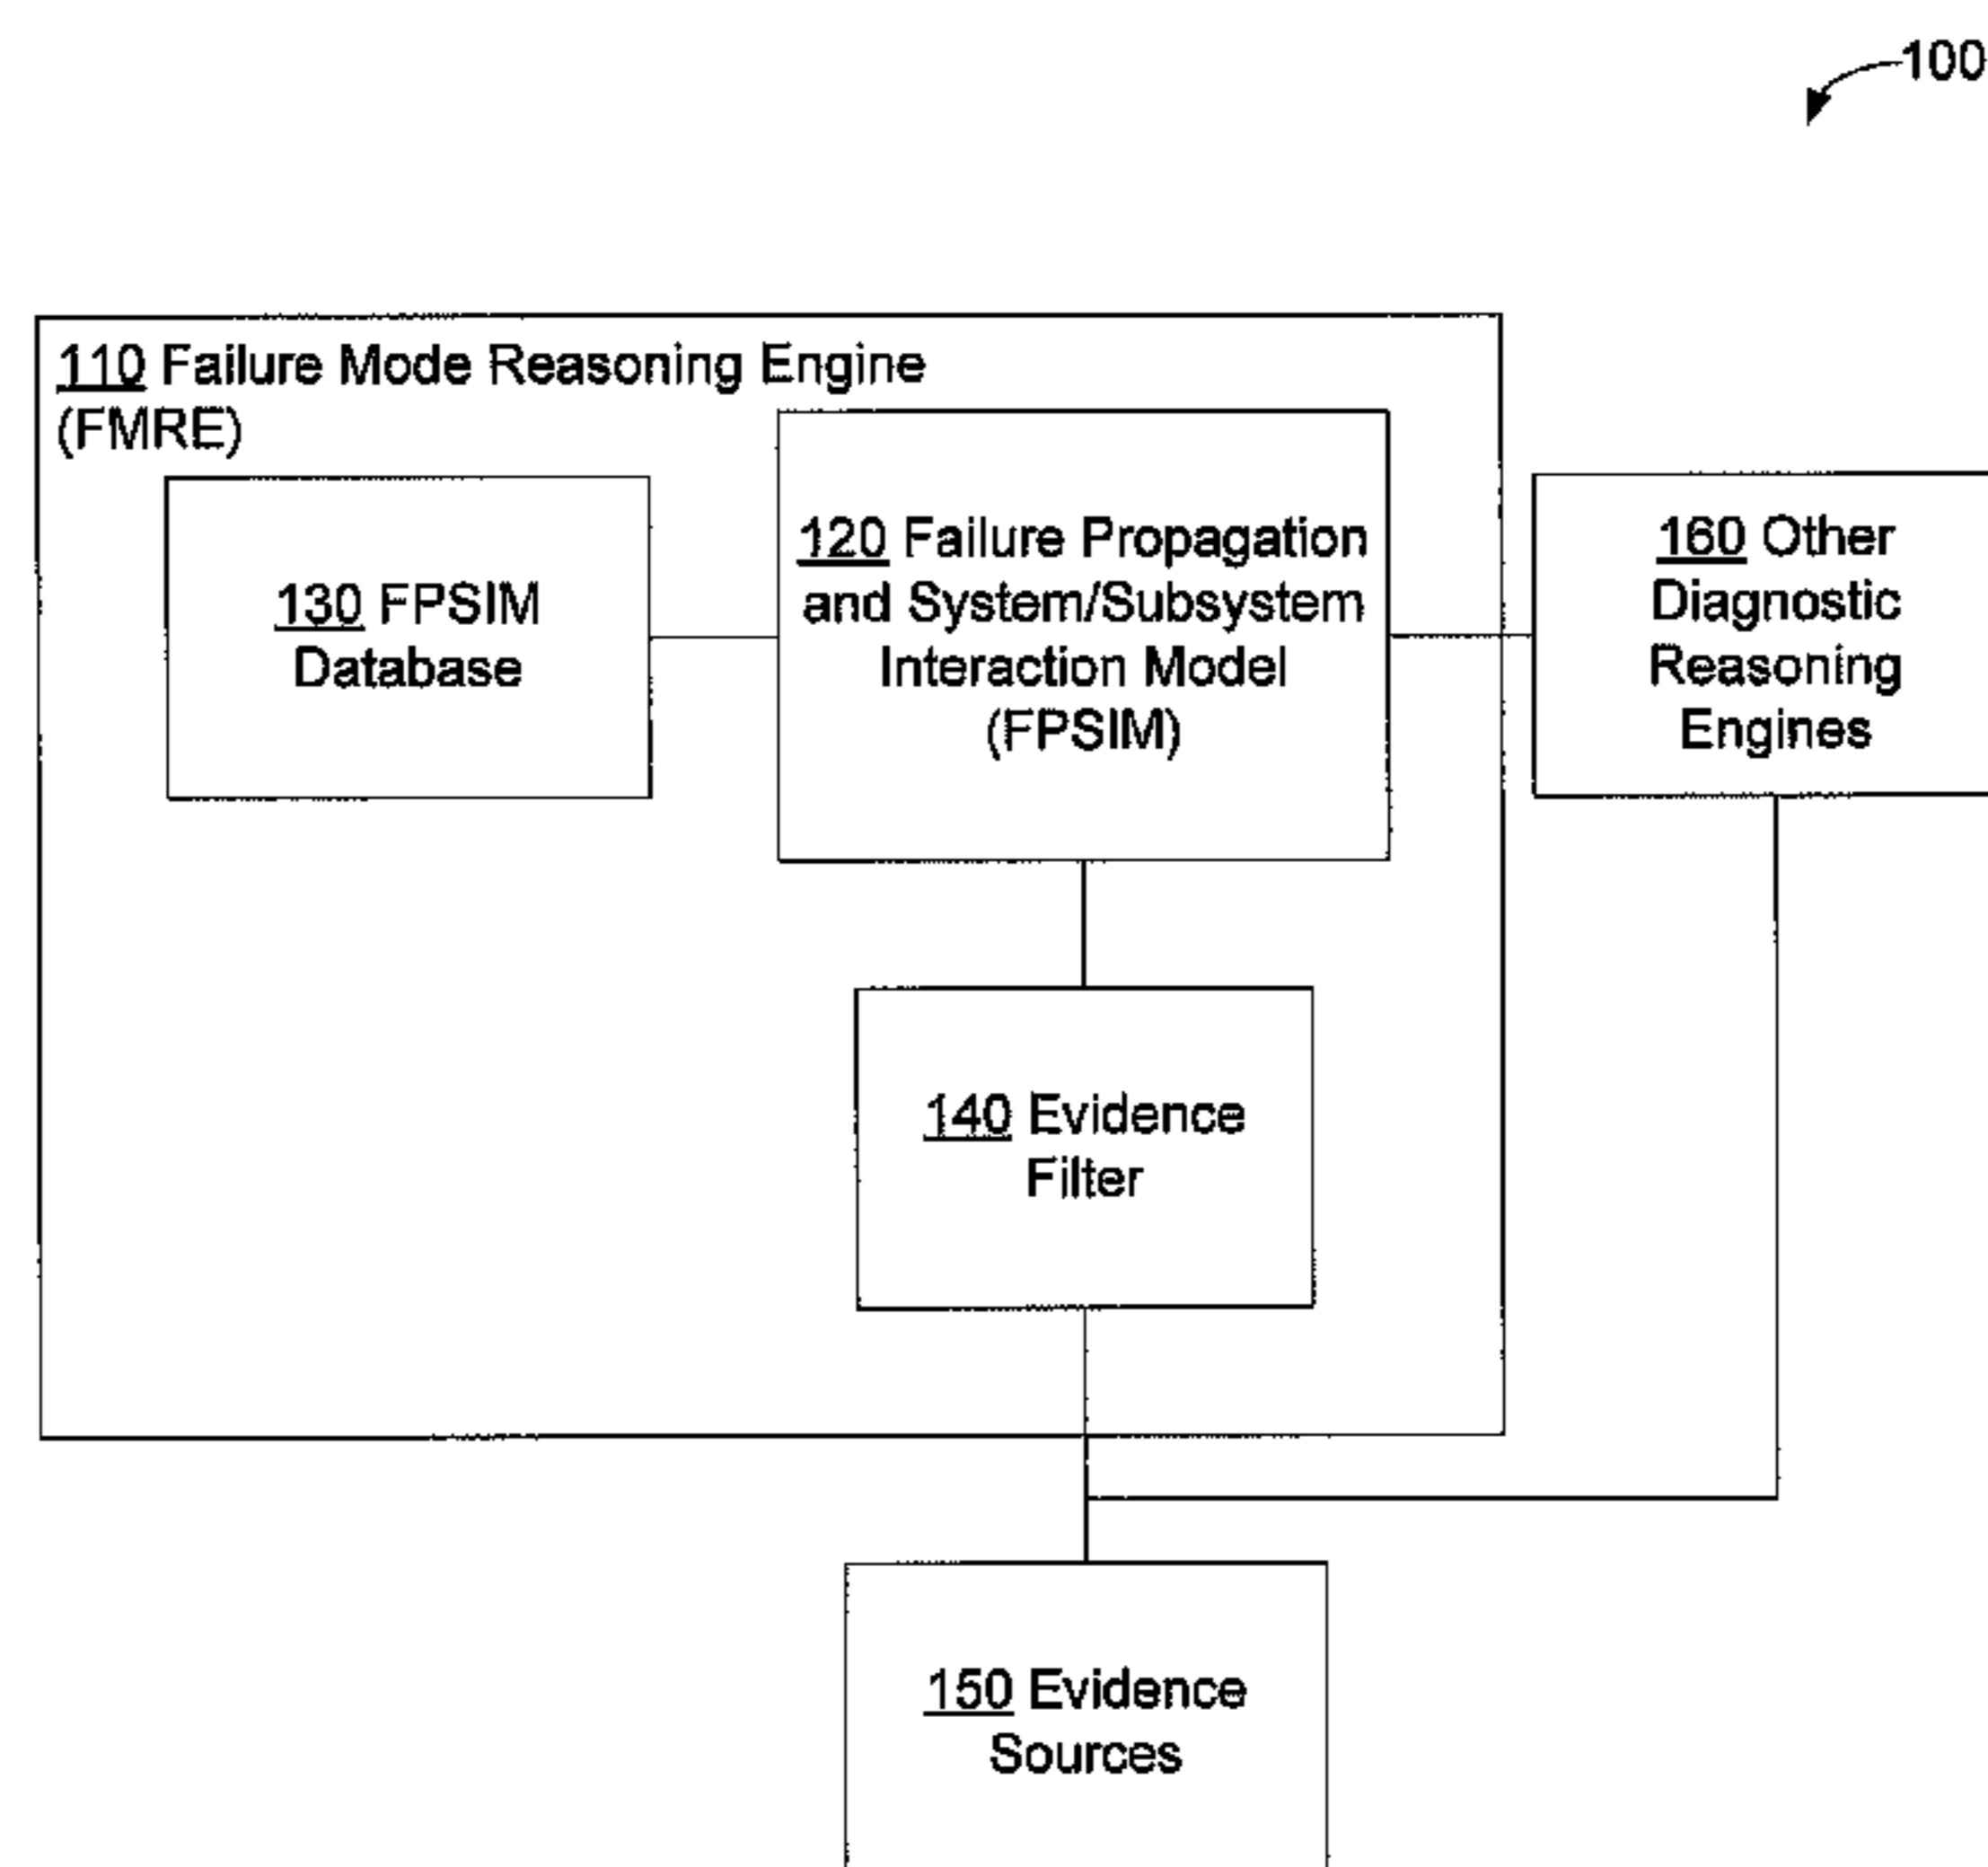 100
110 Failure Mode Reasoning Engine
(FMRE)
120 Failure Propagation
and System/Subsystem
Interaction Model
(FPSIM)
130 FPSIM
Database
160 Other
Diagnostic
Reasoning
Engines
140 Evidence
Filter
150 Evidence
Sources